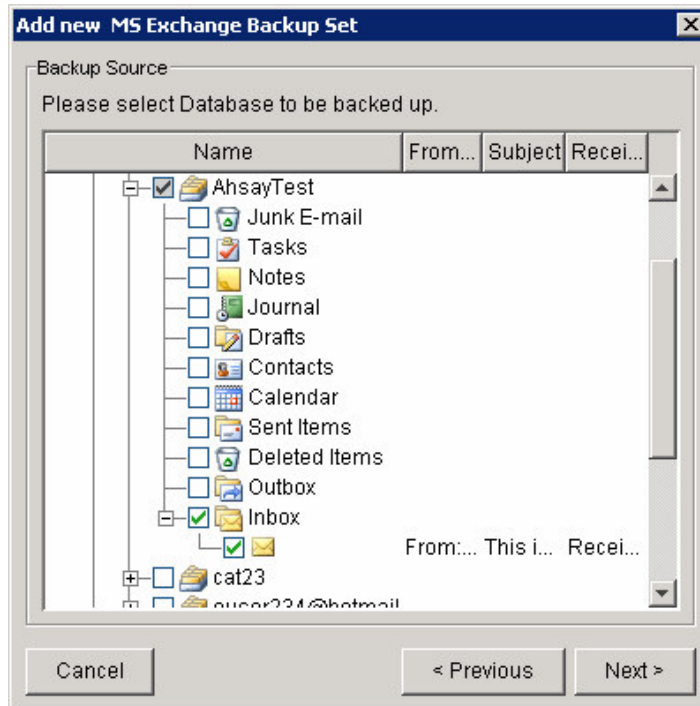 Add new MS Exchange Backup Set
Backup Source
Please select Database to be backed up.
Name From... Subject Recei...
AhsayTest
Junk E-mail
Tasks
Notes
Journal
Drafts
Contacts
Calendar
Sent Items
Deleted Items
Outbox
Inbox
From:... This i... Recei...
cat23
Cancel < Previous Next >